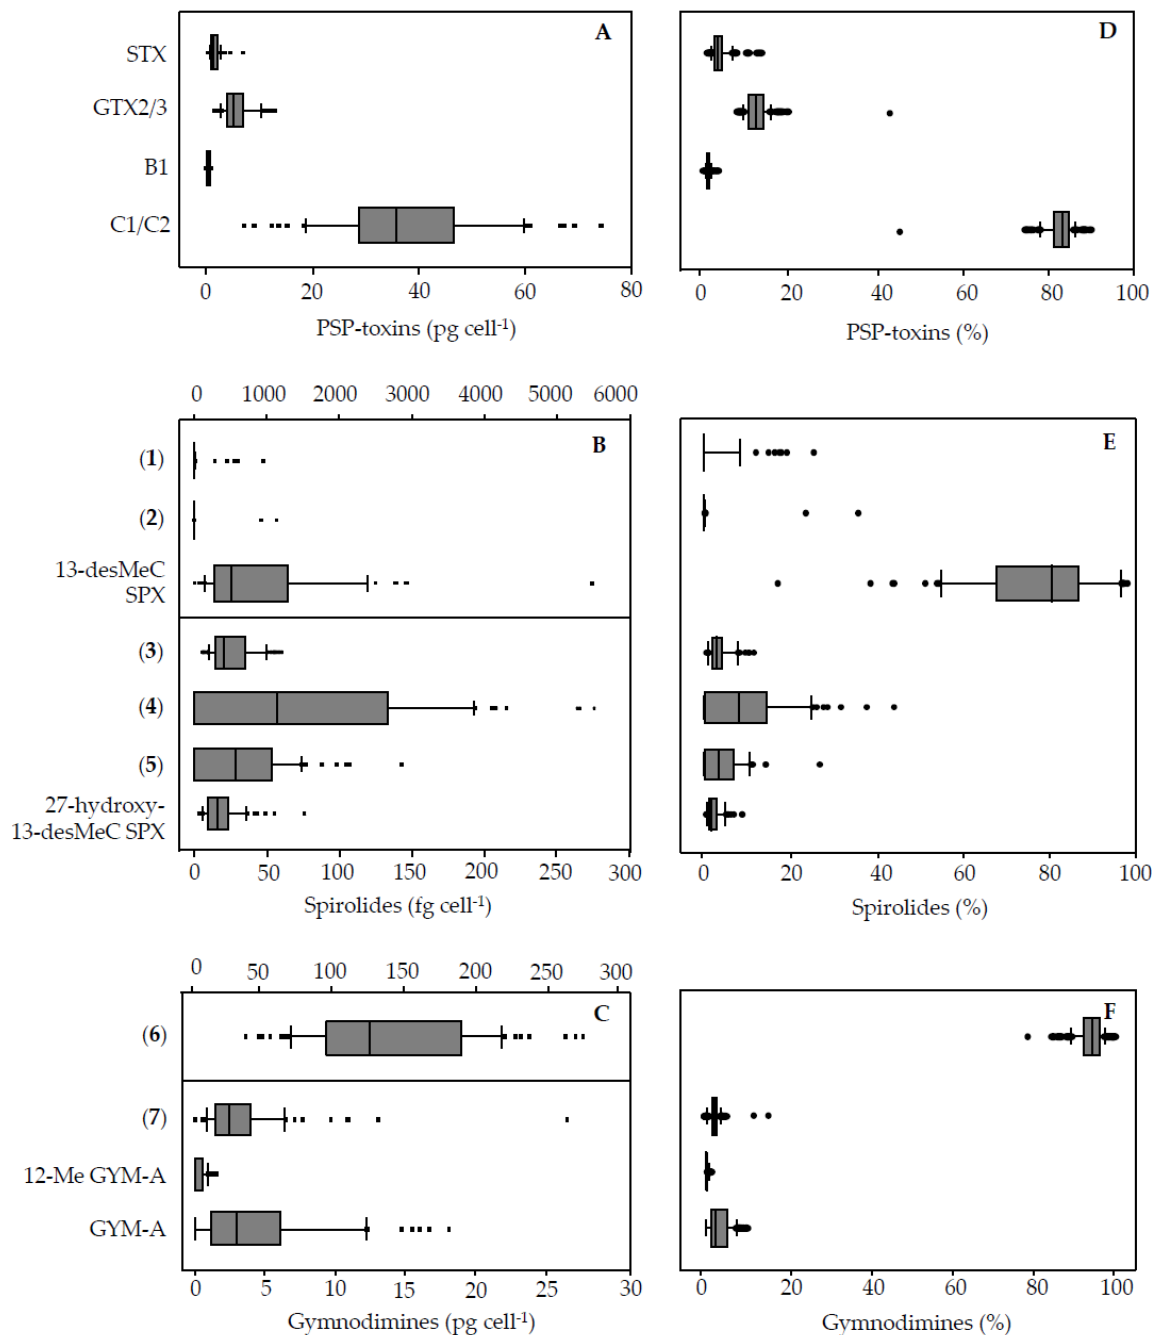 A
STX
GTX2/3
B1
C1/C2
0 20 40 60 80
PSP-toxins (pg cell-1)
D
0 20 40 60 80 100
PSP-toxins (%)
0 1000 2000 3000 4000 5000 6000
B
(1)
(2)
13-desMeC
SPX
(3)
(4)
(5)
27-hydroxy-
13-desMeC SPX
0 50 100 150 200 250 300
Spirolides (fg cell-1)
E
0 20 40 60 80 100
Spirolides (%)
0 50 100 150 200 250 300
C
(6)
(7)
12-Me GYM-A
GYM-A
0 5 10 15 20 25 30
Gymnodimines (pg cell-1)
F
0 20 40 60 80 100
Gymnodimines (%)